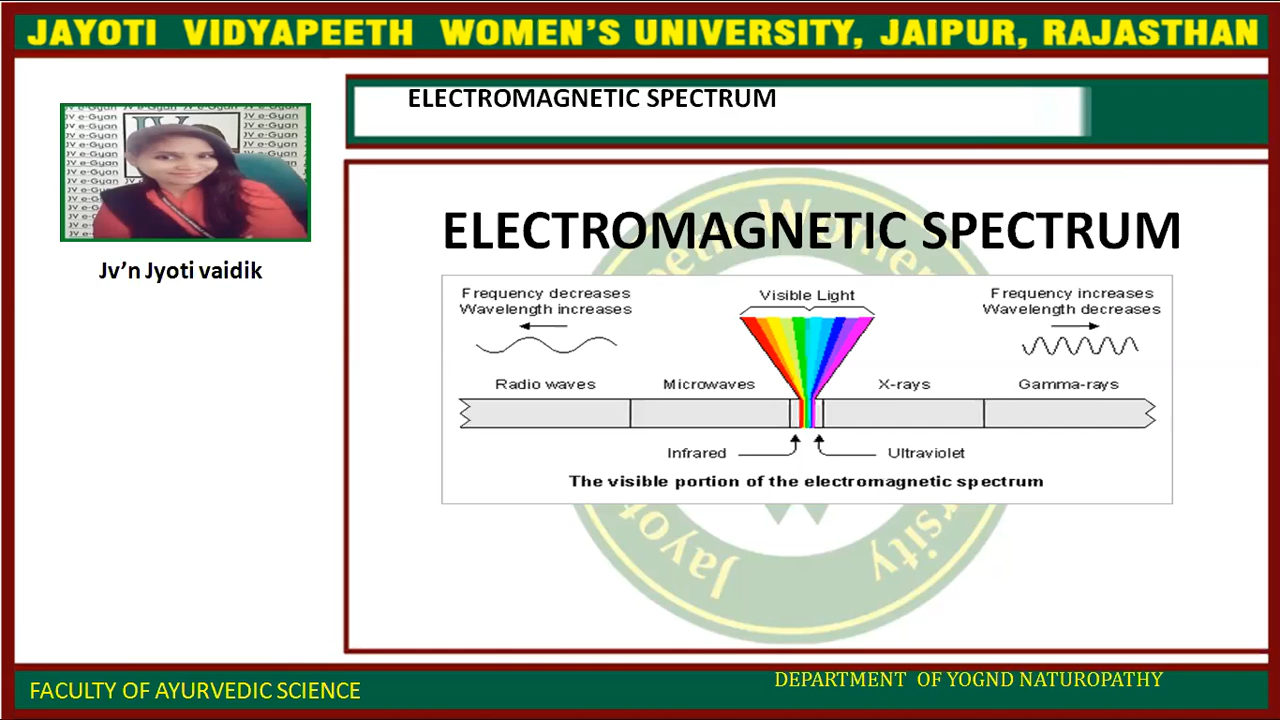 JAYOTI VIDYAPEETH WOMEN'S UNIVERSITY, JAIPUR, RAJASTHAN
ELECTROMAGNETIC SPECTRUM
JV e-Gyan
Jv'n Jyoti vaidik
ELECTROMAGNETIC SPECTRUM
Frequency decreases
Wavelength increases
Visible Light
Frequency increases
Wavelength decreases
Radio waves
Microwaves
X-rays
Gamma-rays
Infrared
Ultraviolet
The visible portion of the electromagnetic spectrum
FACULTY OF AYURVEDIC SCIENCE
DEPARTMENT OF YOGND NATUROPATHY